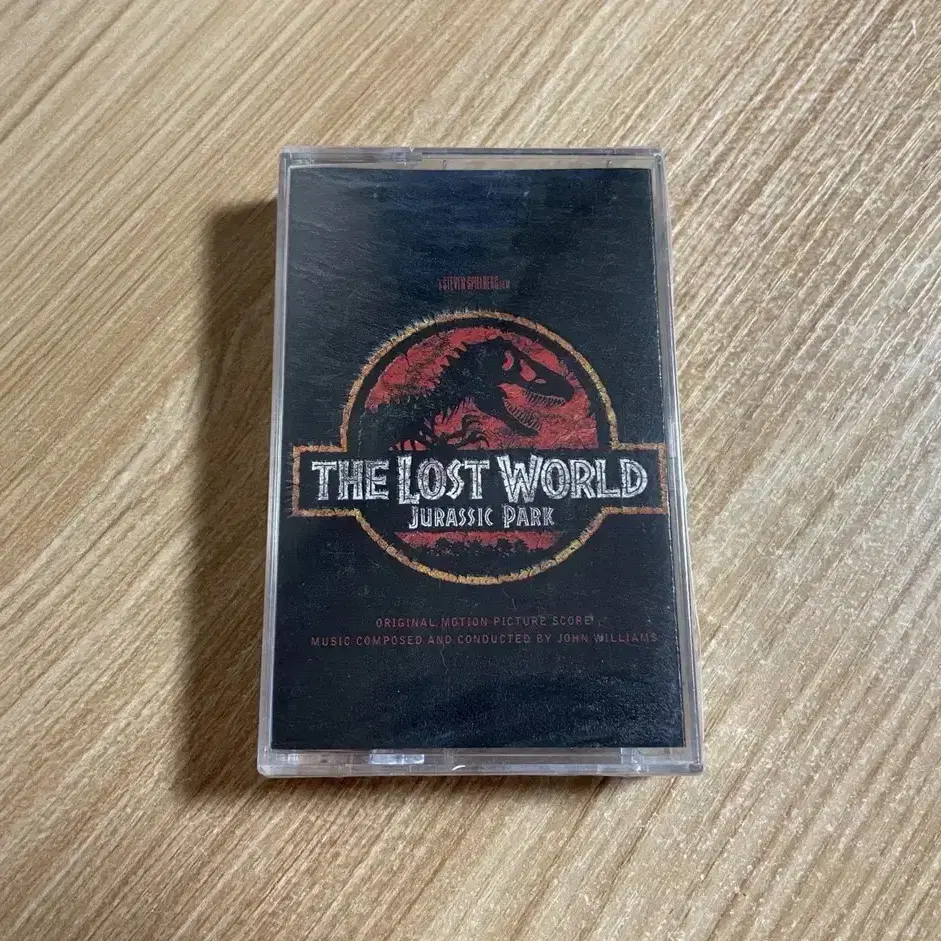 A STEVEN SPIELBERG FILM
THE LOST WORLD
JURASSIC PARK
ORIGINAL MOTION PICTURE SCORE
MUSIC COMPOSED AND CONDUCTED BY JOHN WILLIAMS